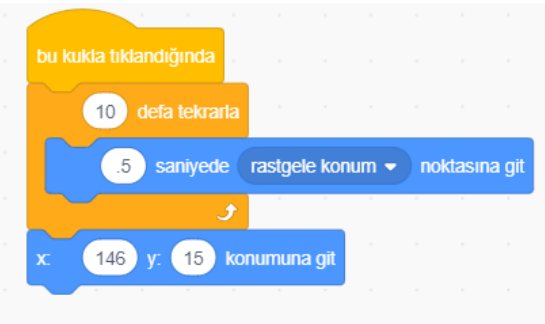 bu kukla tıklandığında
10 defa tekrarla
.5 saniyede rastgele konum noktasına git
x: 146 y: 15 konumuna git